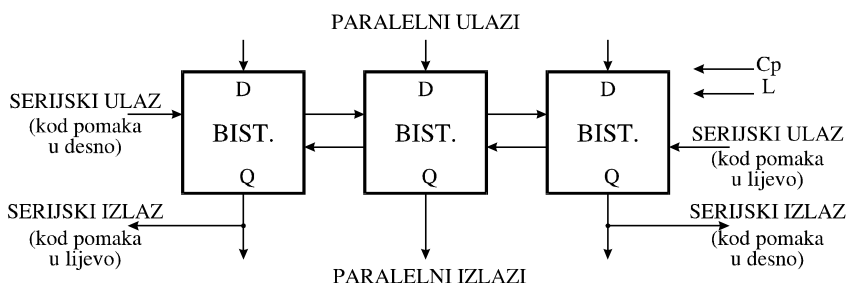 PARALELNI ULAZI
Cp
L
D
D
D
SERIJSKI ULAZ
(kod pomaka
u desno)
BIST.
BIST.
BIST.
SERIJSKI ULAZ
(kod pomaka
u lijevo)
Q
Q
Q
SERIJSKI IZLAZ
(kod pomaka
u lijevo)
SERIJSKI IZLAZ
(kod pomaka
u desno)
PARALELNI IZLAZI